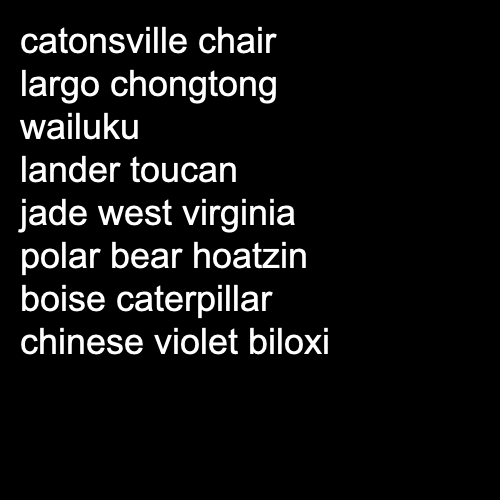 catonsville chair
largo chongtong
wailuku
lander toucan
jade west virginia
polar bear hoatzin
boise caterpillar
chinese violet biloxi